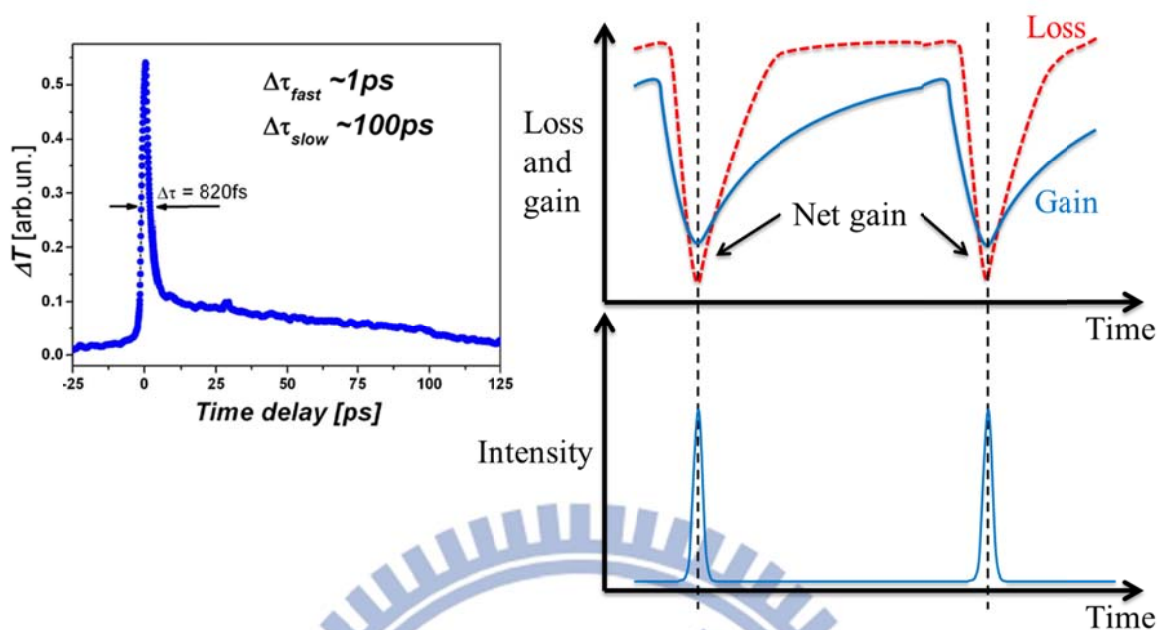 Δτfast ~1ps
Δτslow ~100ps
Δτ = 820fs
0.5
0.4
0.3
0.2
0.1
0.0
-25
0
25
50
75
100
125
ΔT [arb.un.]
Time delay [ps]
Loss
Loss
and
gain
Gain
Net gain
Time
Intensity
Time